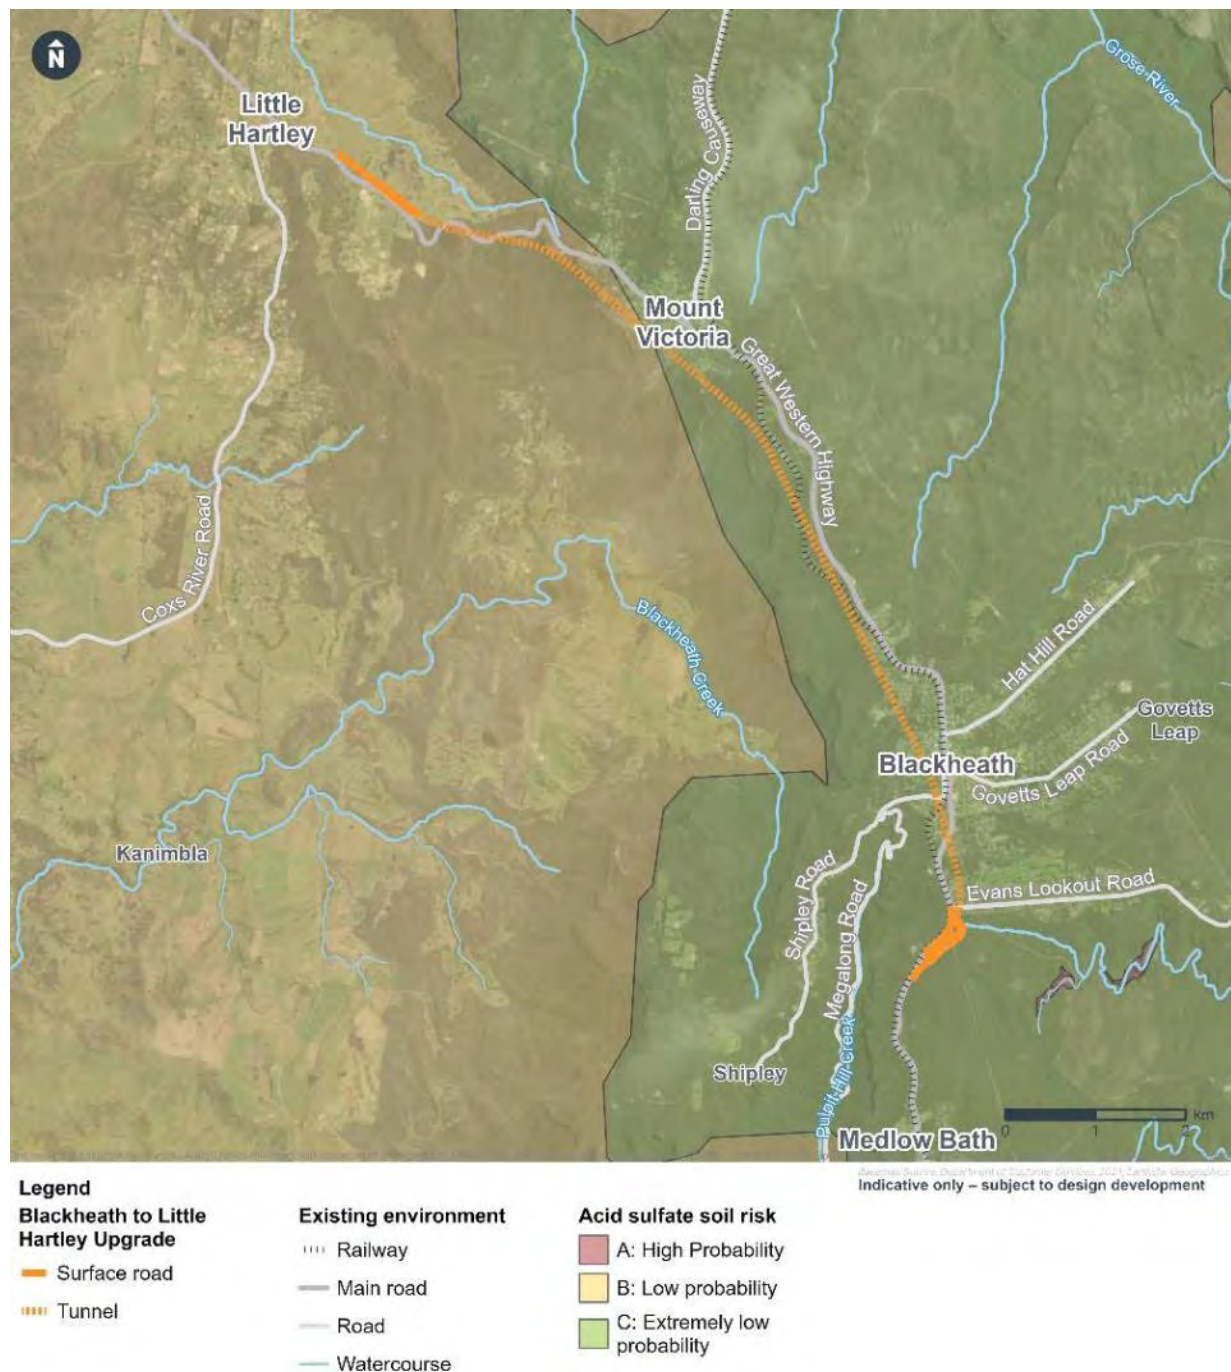 N
Grose River
Little
Hartley
Darling Causeway
Mount
Victoria
Great Western Highway
Coxs River Road
Blackheath Creek
Hat Hill Road
Govetts
Leap
Blackheath
Govetts Leap Road
Kanimbla
Shipley Road
Evans Lookout Road
Megalong Road
Shipley
Pulpit Hill Creek
km
0 1 2
Medlow Bath
Indicative only – subject to design development
Legend
Blackheath to Little
Hartley Upgrade
Surface road
Tunnel
Existing environment
Railway
Main road
Road
Watercourse
Acid sulfate soil risk
A: High Probability
B: Low probability
C: Extremely low
probability